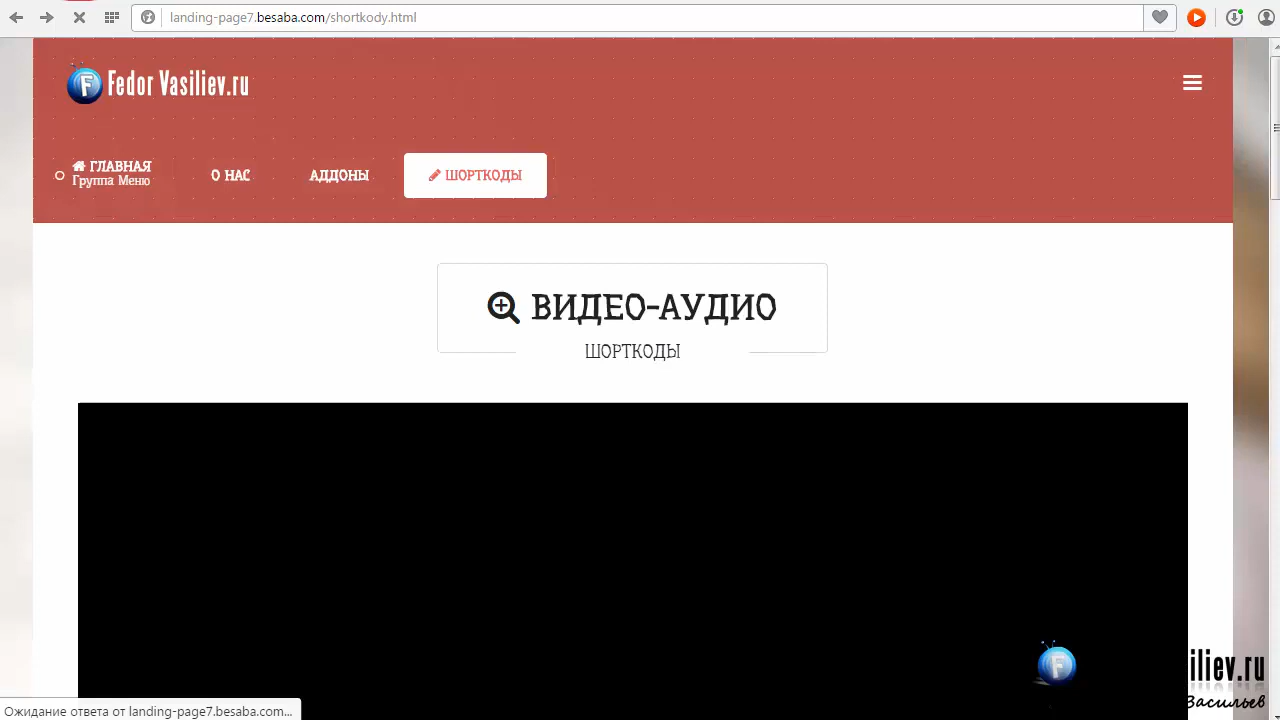 landing-page7.besaba.com/shortkody.html
F Fedor Vasiliev.ru
ГЛАВНАЯ
Группа Меню
О НАС
АДДОНЫ
ШОРТКОДЫ
ВИДЕО-АУДИО
ШОРТКОДЫ
F
iliev.ru
Васильев
Ожидание ответа от landing-page7.besaba.com...